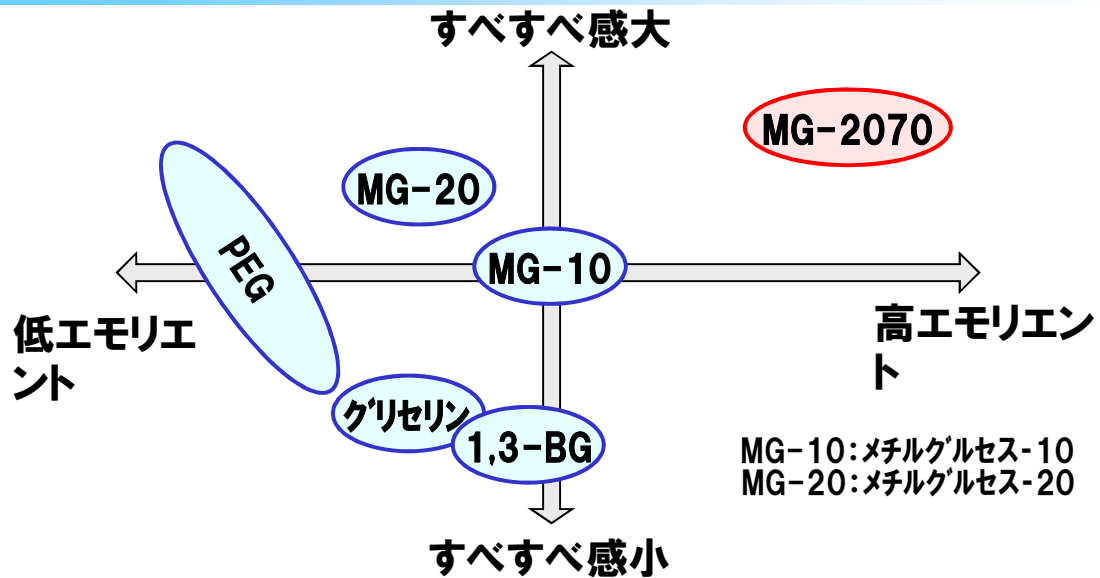 すべすべ感大
MG-2070
MG-20
PEG
MG-10
低エモリエ
ント
高エモリエン
ト
グリセリン
1,3-BG
MG-10：メチルグルセス-10
MG-20：メチルグルセス-20
すべすべ感小